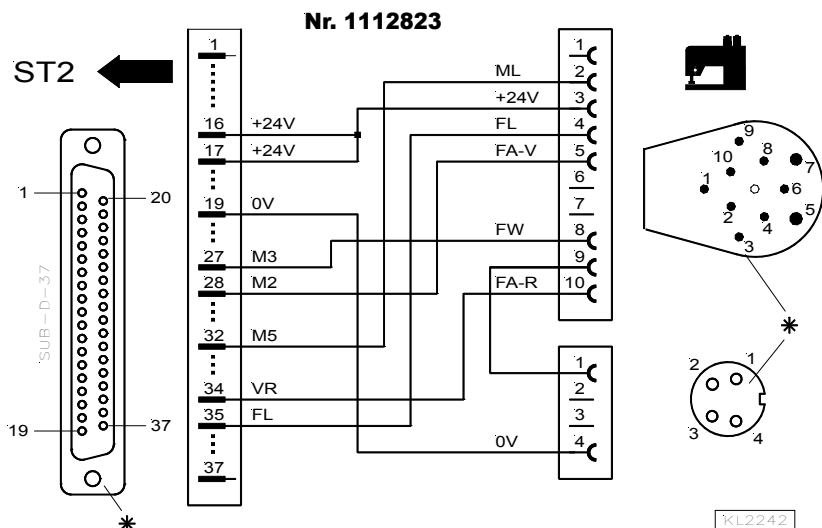 Nr. 1112823
ST2
1
16 +24V
17 +24V
19 0V
27 M3
28 M2
32 M5
34 VR
35 FL
37
1
ML 2
+24V 3
FL 4
FA-V 5
6
7
FW 8
9
FA-R 10
1
2
3
0V 4
1 20
SUB-D-37
19 37
9
8
10 7
1 6
2 4 5
3
2 1
3 4
KL2242